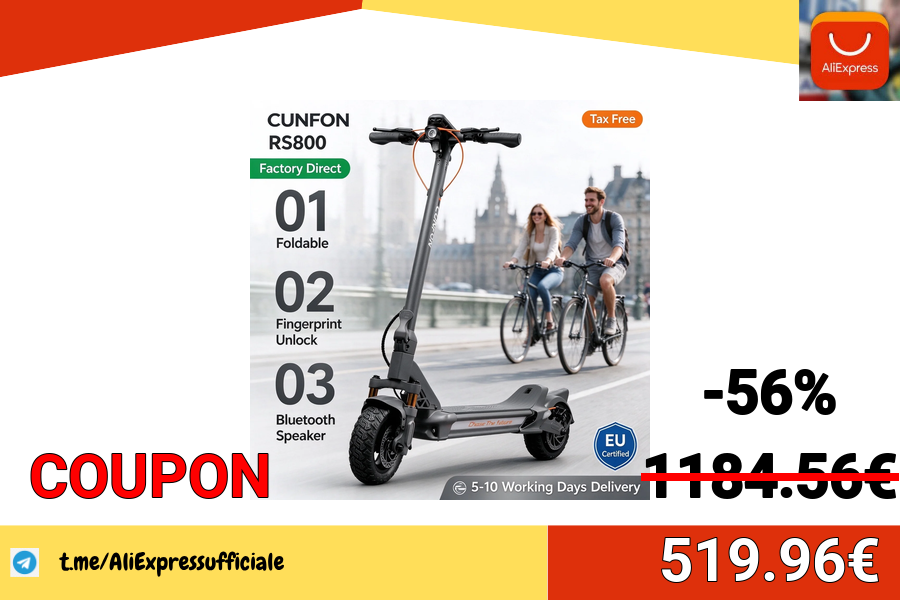 AliExpress
CUNFON
RS800
Tax Free
Factory Direct
01
Foldable
02
Fingerprint
Unlock
03
Bluetooth
Speaker
EU
Certified
5-10 Working Days Delivery
-56%
COUPON
1184.56€
t.me/AliExpressufficiale
519.96€